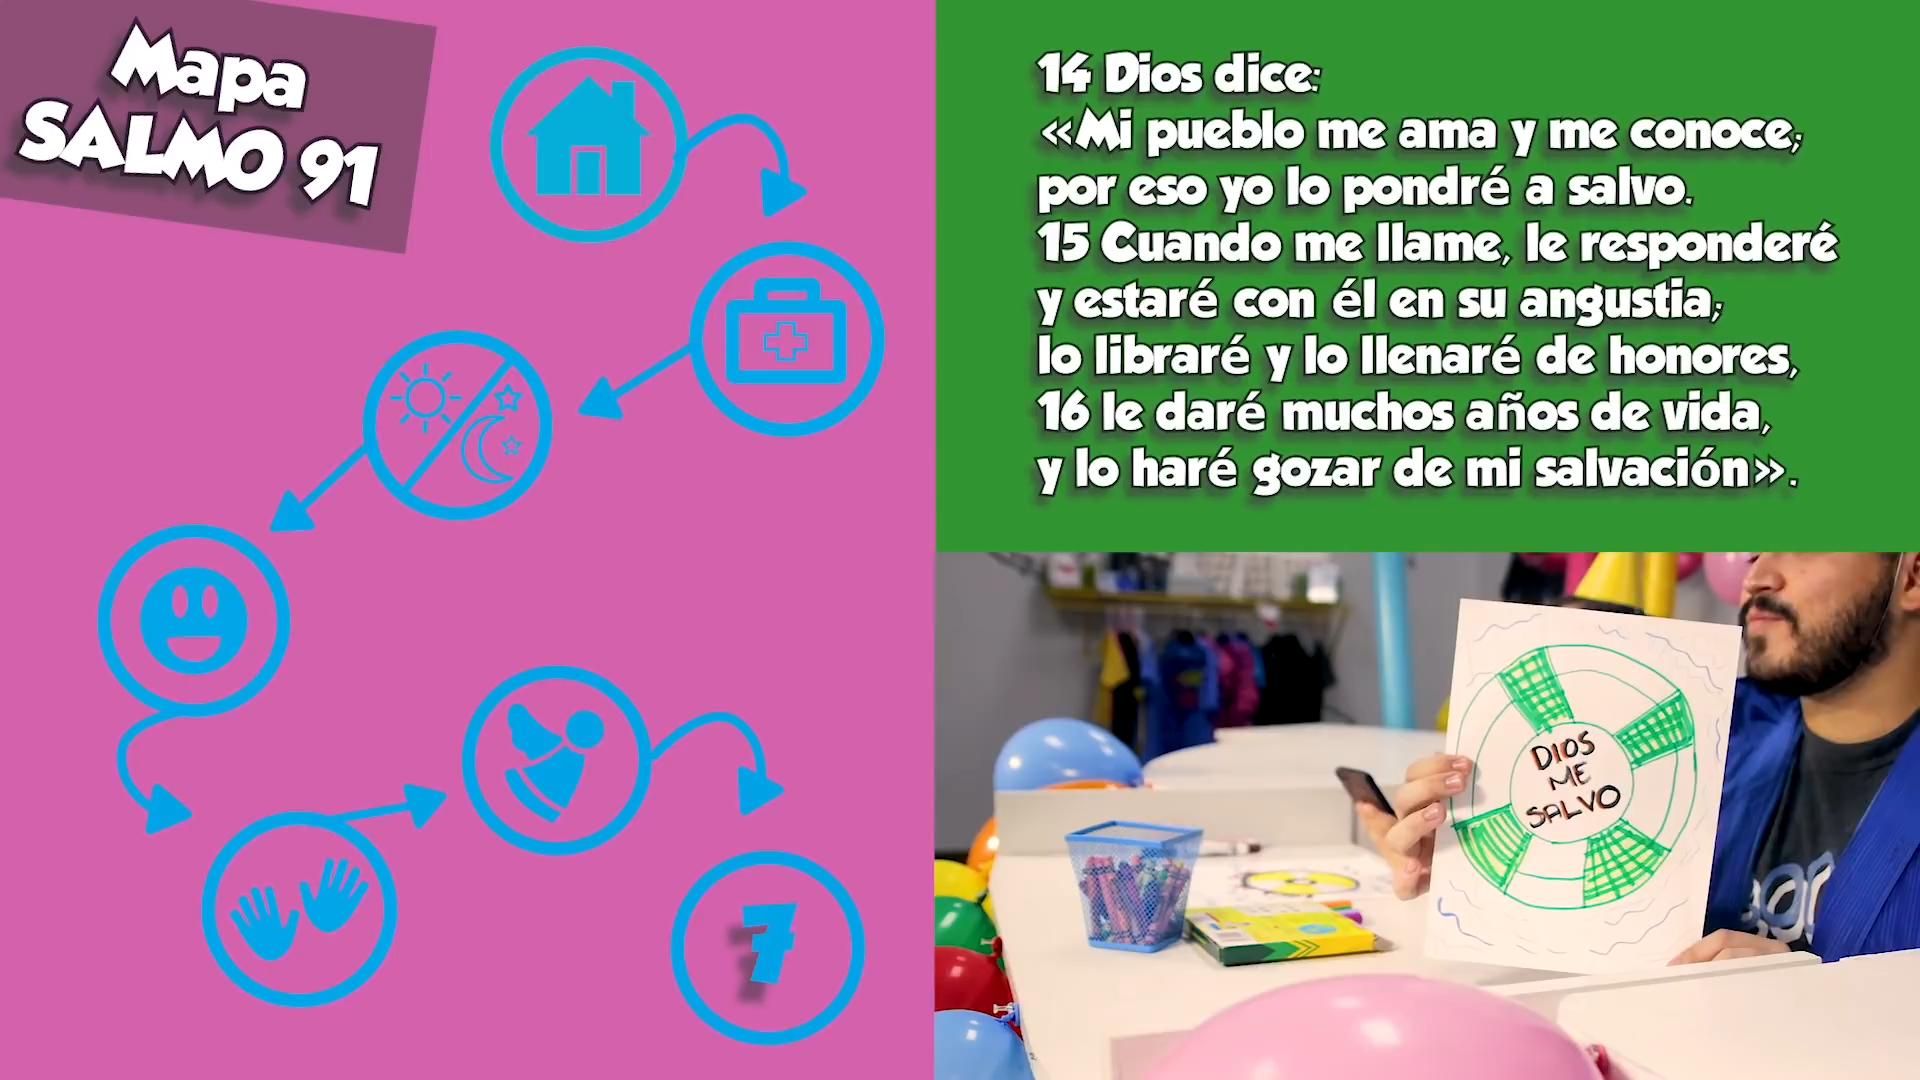 Mapa
SALMO 91
7
14 Dios dice:
«Mi pueblo me ama y me conoce;
por eso yo lo pondré a salvo.
15 Cuando me llame, le responderé
y estaré con él en su angustia;
lo libraré y lo llenaré de honores,
16 le daré muchos años de vida,
y lo haré gozar de mi salvación».
DIOS
ME
SALVO